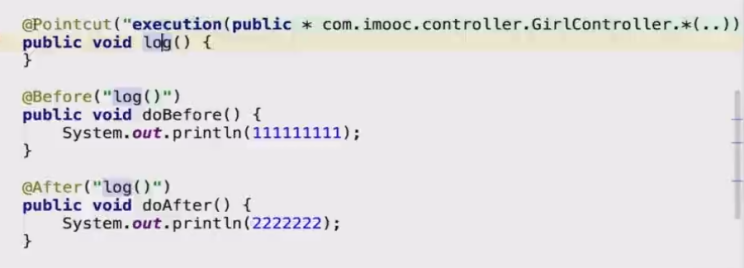 @Pointcut("execution(public * com.imooc.controller.GirlController.*(..))
public void log() {
}
@Before("log()")
public void doBefore() {
System.out.println(111111111);
}
@After("log()")
public void doAfter() {
System.out.println(2222222);
}